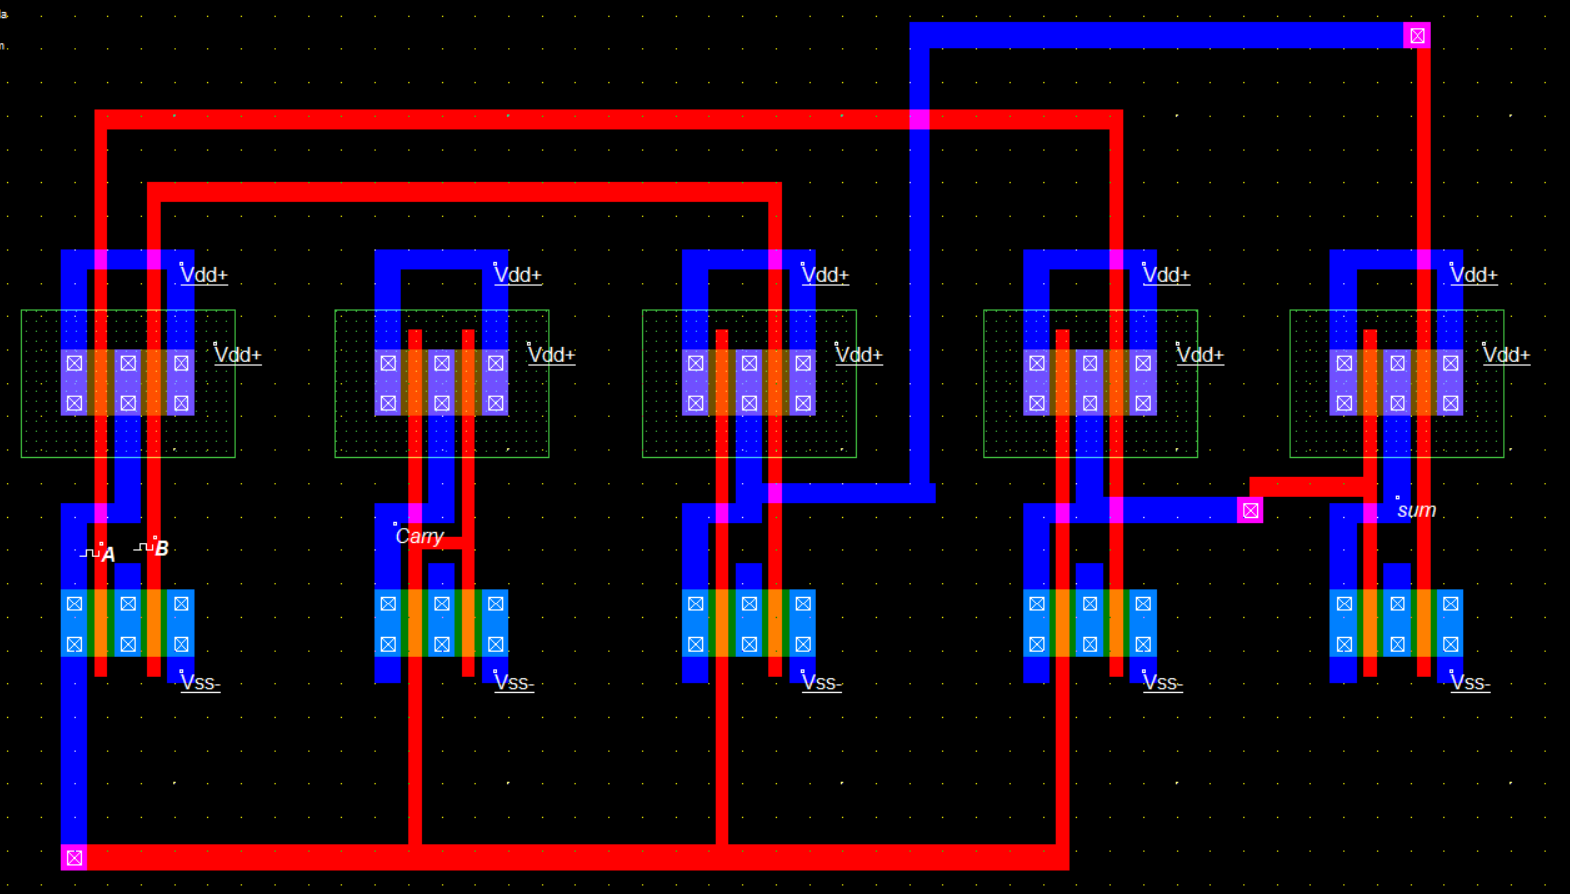 Vdd+ Vdd+ Vdd+ Vdd+ Vdd+
Vdd+ Vdd+ Vdd+ Vdd+ Vdd+
sum
Carry
A B
Vss- Vss- Vss- Vss- Vss-